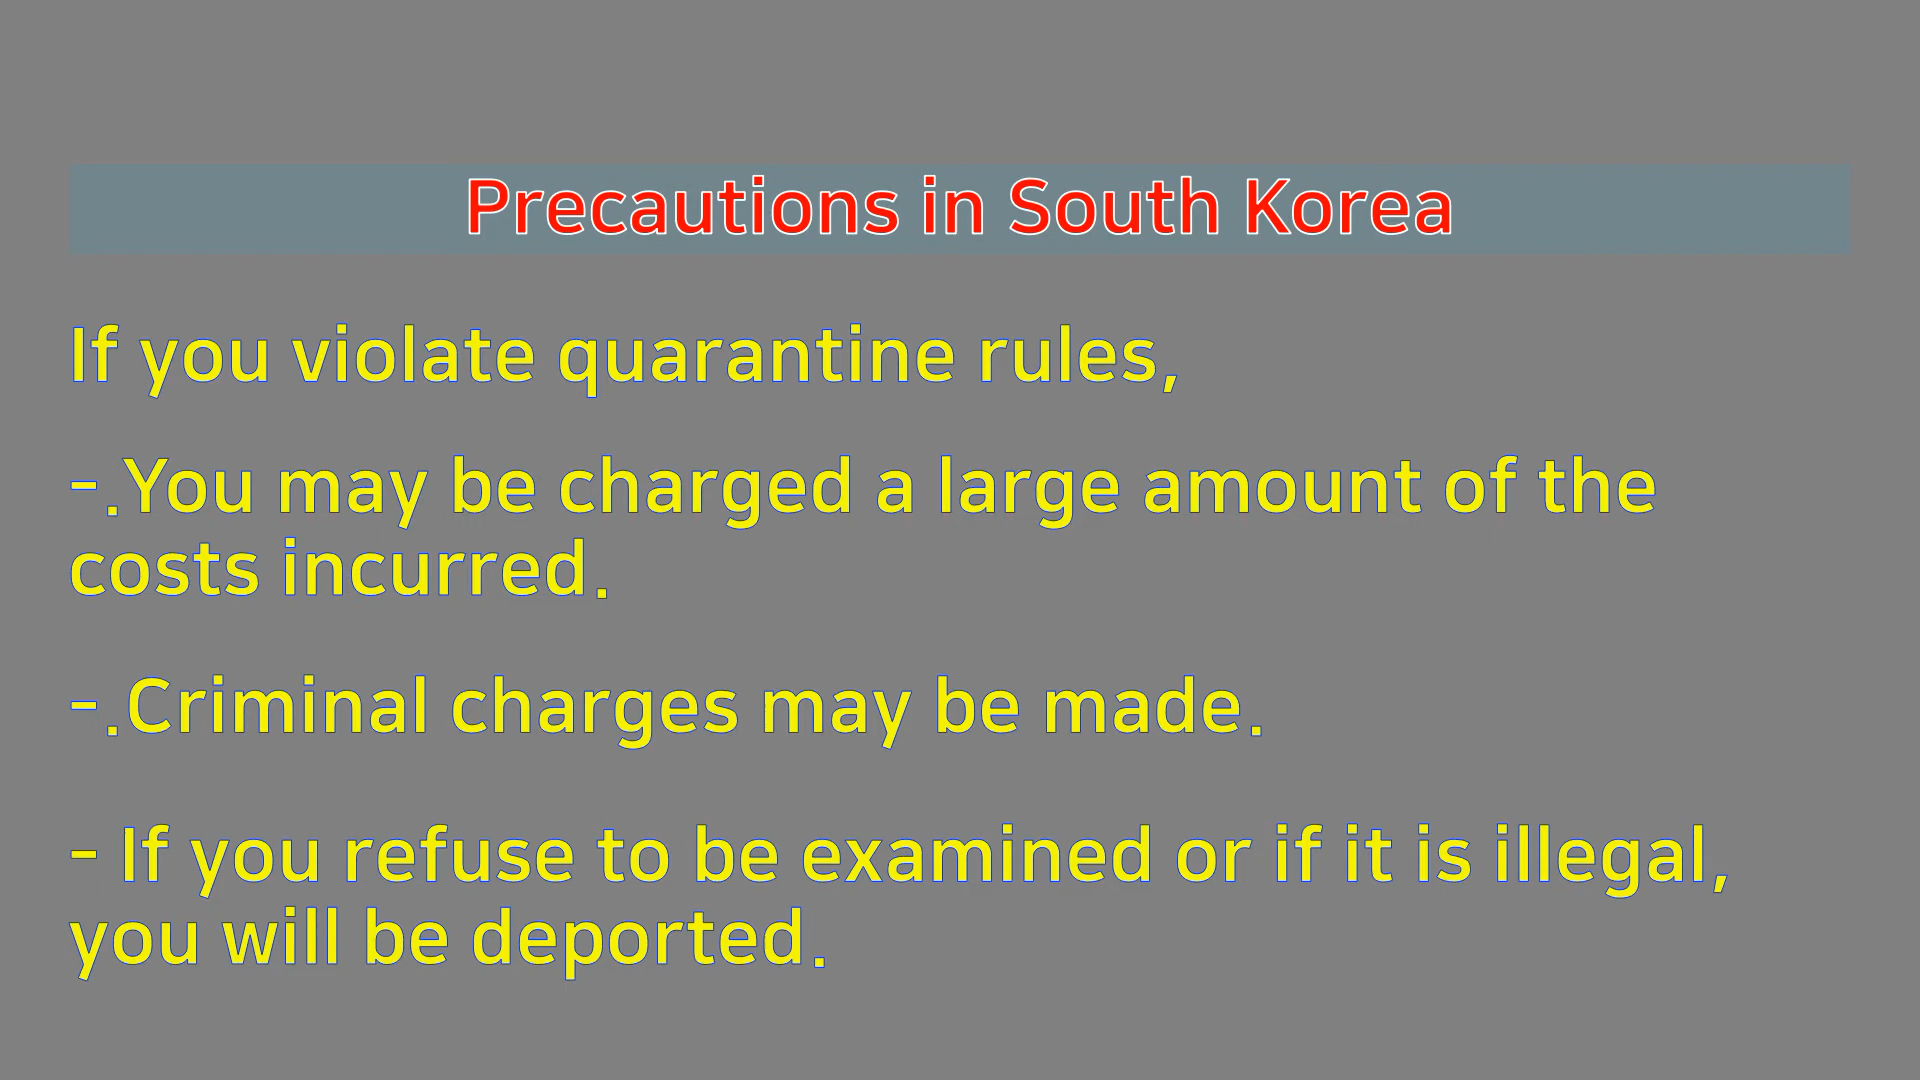 Precautions in South Korea
If you violate quarantine rules,
-.You may be charged a large amount of the
costs incurred.
-.Criminal charges may be made.
- If you refuse to be examined or if it is illegal,
you will be deported.